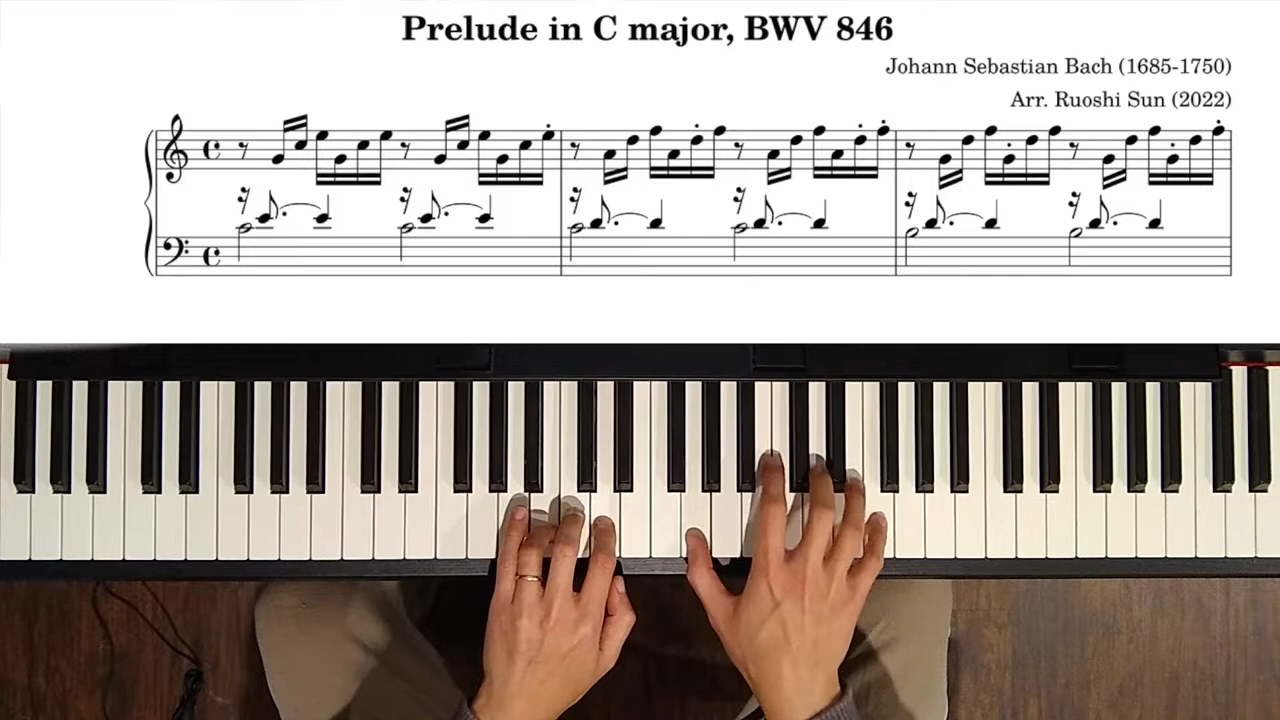 Prelude in C major, BWV 846
Johann Sebastian Bach (1685-1750)
Arr. Ruoshi Sun (2022)